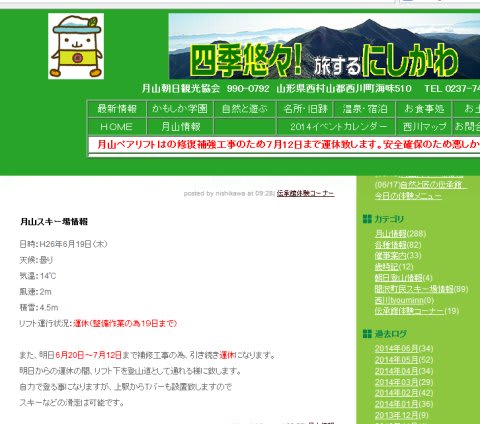 四季悠々! 旅するにしかわ
月山朝日観光協会 990-0792 山形県西村山郡西川町海味510 TEL 0237-74
最新情報 かもしか学園 自然と遊ぶ 名所・旧跡 温泉・宿泊 お食事処 お土
HOME 月山情報 2014イベントカレンダー 西川マップ お問合
月山ペアリフトはの修復補強工事のため7月12日まで運休致します。安全確保のため悪しか
posted by nishikawa at 09:28| 伝承館体験コーナー
月山スキー場情報
日時:H26年6月19日(木)
天候:曇り
気温:14℃
風速:2m
積雪:4.5m
リフト運行状況:運休(整備作業の為19日まで)
また、明日6月20日～7月12日まで補修工事の為、引き続き運休になります。
明日からの運休の間、リフト下を登山道として通れる様に致します。
自力で登る事になりますが、上駅からTバーも設置致しますので
スキーなどの滑走は可能です。
(06/17)自然と匠の伝承館
今日の体験メニュー
カテゴリ
月山情報(288)
各種情報(82)
催事案内(33)
歳時記(12)
朝日登山情報(4)
間沢町民スキー場情報(89)
西川tyouminn(0)
伝承館体験コーナー(19)
過去ログ
2014年06月(34)
2014年05月(52)
2014年04月(34)
2014年03月(29)
2014年02月(42)
2014年01月(36)
2013年12月(9)